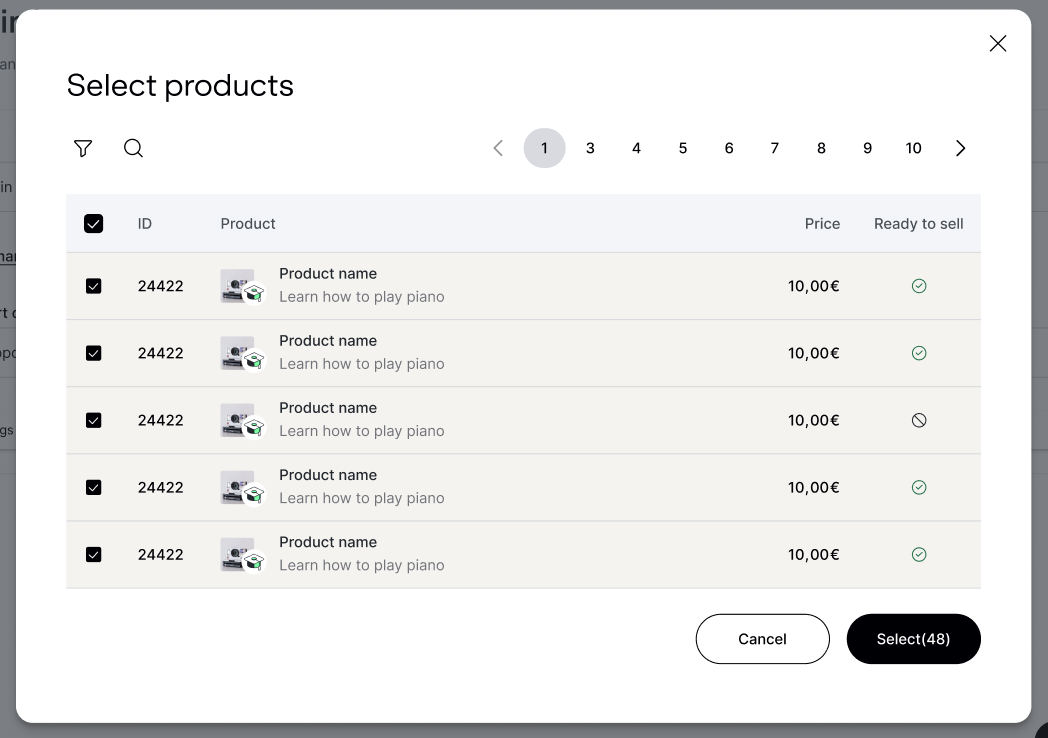 Select products
1 3 4 5 6 7 8 9 10
ID Product Price Ready to sell
24422 Product name 10,00€
Learn how to play piano
24422 Product name 10,00€
Learn how to play piano
24422 Product name 10,00€
Learn how to play piano
24422 Product name 10,00€
Learn how to play piano
24422 Product name 10,00€
Learn how to play piano
Cancel Select(48)